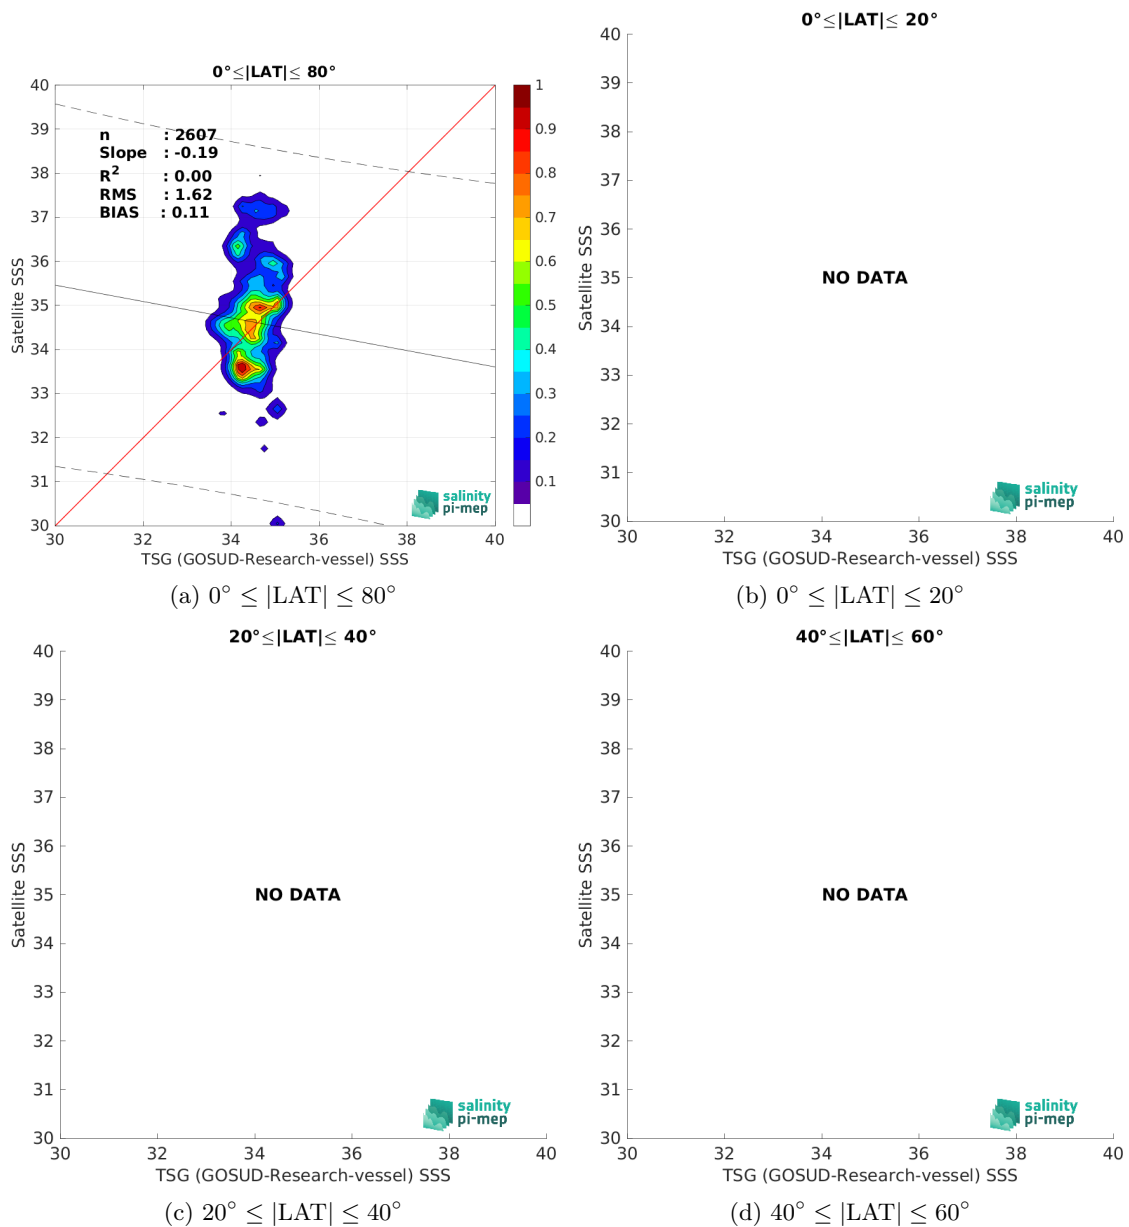 0°≤|LAT|≤ 80°
40
39
38
37
36
35
34
33
32
31
30
Satellite SSS
n : 2607
Slope : -0.19
R² : 0.00
RMS : 1.62
BIAS : 0.11
salinity
pi-mep
30 32 34 36 38 40
TSG (GOSUD-Research-vessel) SSS
1
0.9
0.8
0.7
0.6
0.5
0.4
0.3
0.2
0.1
(a) 0° ≤ |LAT| ≤ 80°
0°≤|LAT|≤ 20°
40
39
38
37
36
35
34
33
32
31
30
Satellite SSS
NO DATA
salinity
pi-mep
30 32 34 36 38 40
TSG (GOSUD-Research-vessel) SSS
(b) 0° ≤ |LAT| ≤ 20°
20°≤|LAT|≤ 40°
40
39
38
37
36
35
34
33
32
31
30
Satellite SSS
NO DATA
salinity
pi-mep
30 32 34 36 38 40
TSG (GOSUD-Research-vessel) SSS
(c) 20° ≤ |LAT| ≤ 40°
40°≤|LAT|≤ 60°
40
39
38
37
36
35
34
33
32
31
30
Satellite SSS
NO DATA
salinity
pi-mep
30 32 34 36 38 40
TSG (GOSUD-Research-vessel) SSS
(d) 40° ≤ |LAT| ≤ 60°